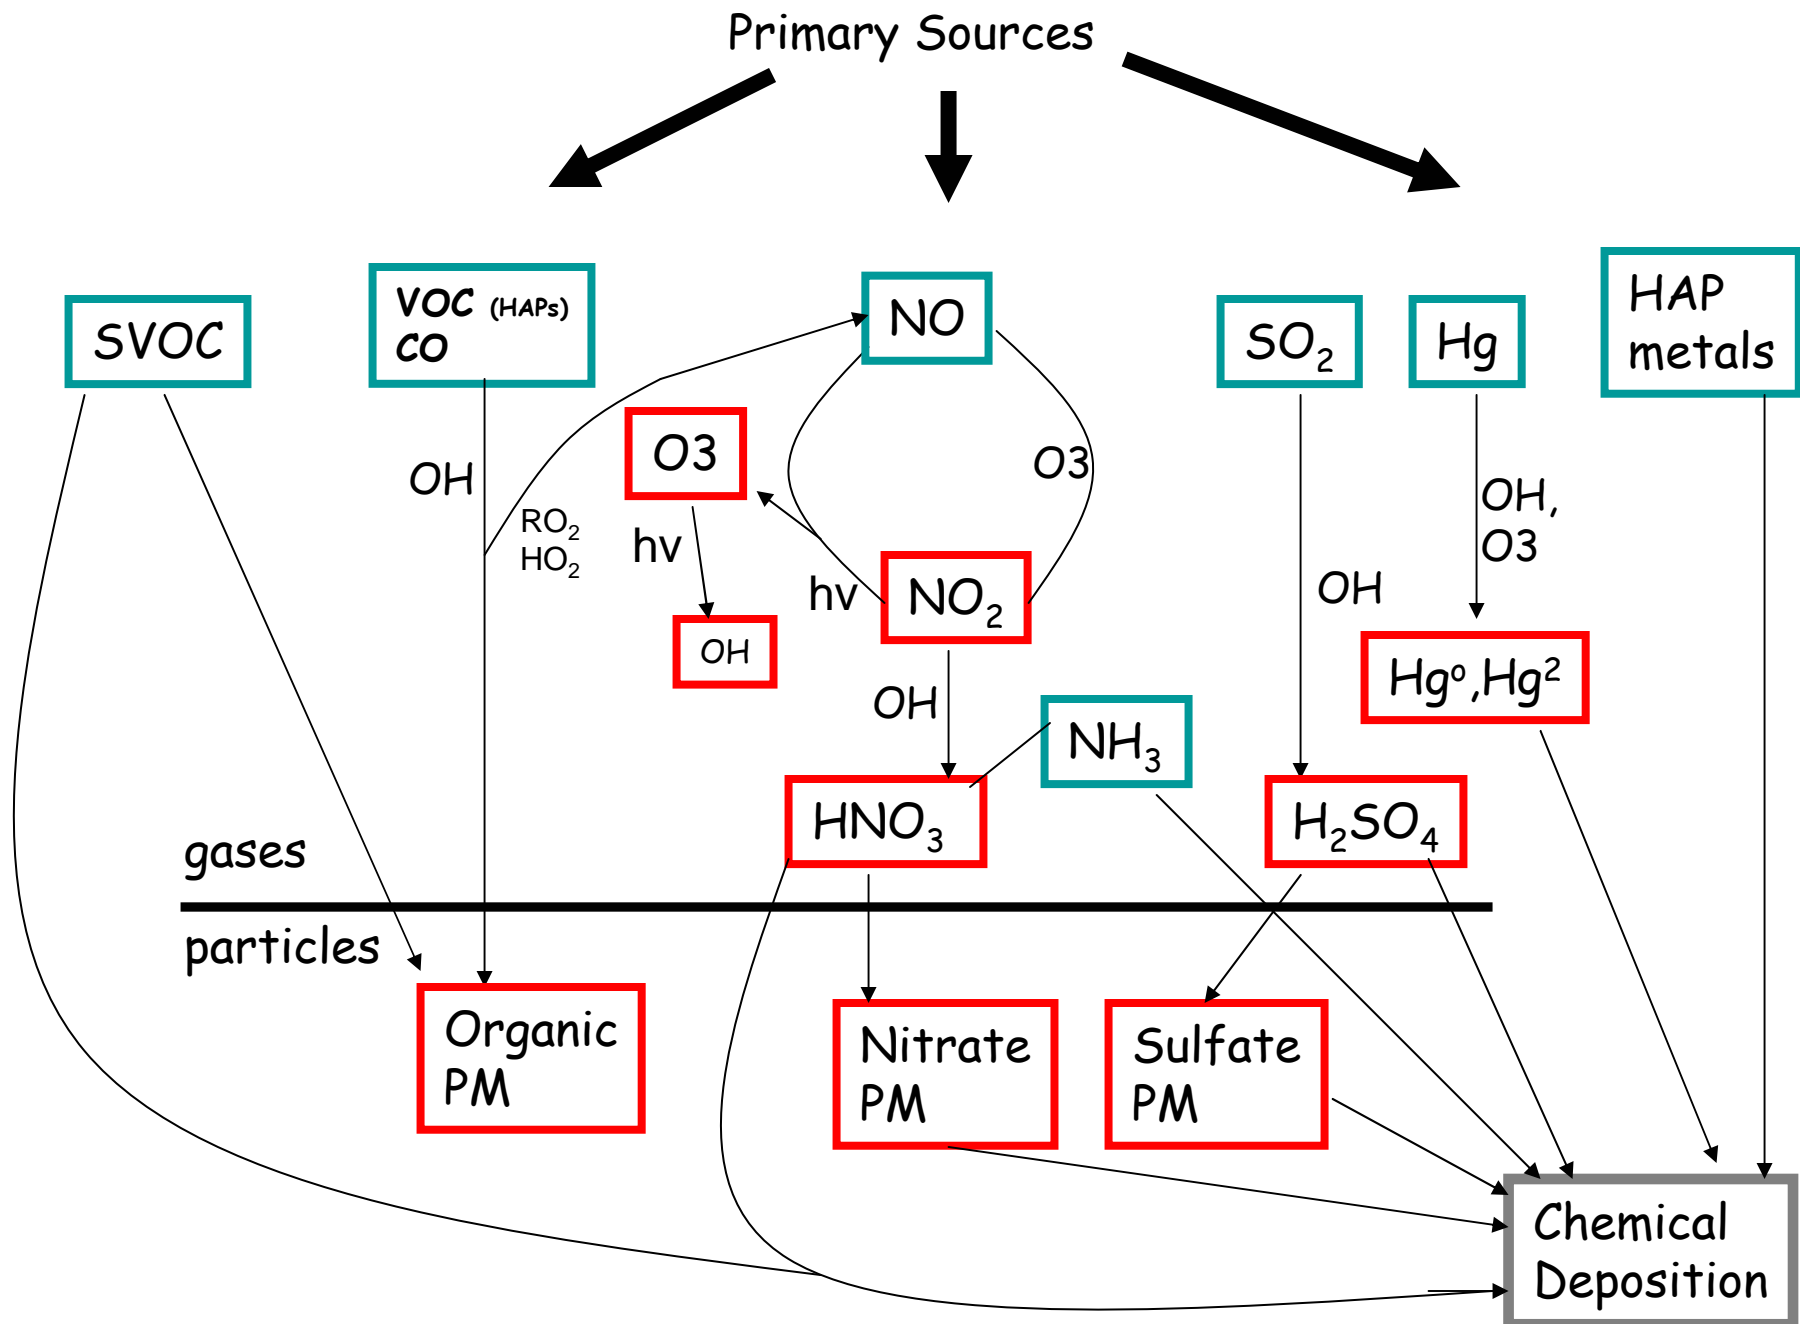 Primary Sources
SVOC
VOC (HAPs)
CO
NO
SO₂
Hg
HAP
metals
O3
OH
O3
RO₂
HO₂
hv
OH,
O3
hv
NO₂
OH
OH
OH
NH₃
Hg⁰,Hg²
HNO₃
H₂SO₄
gases
particles
Organic
PM
Nitrate
PM
Sulfate
PM
Chemical
Deposition